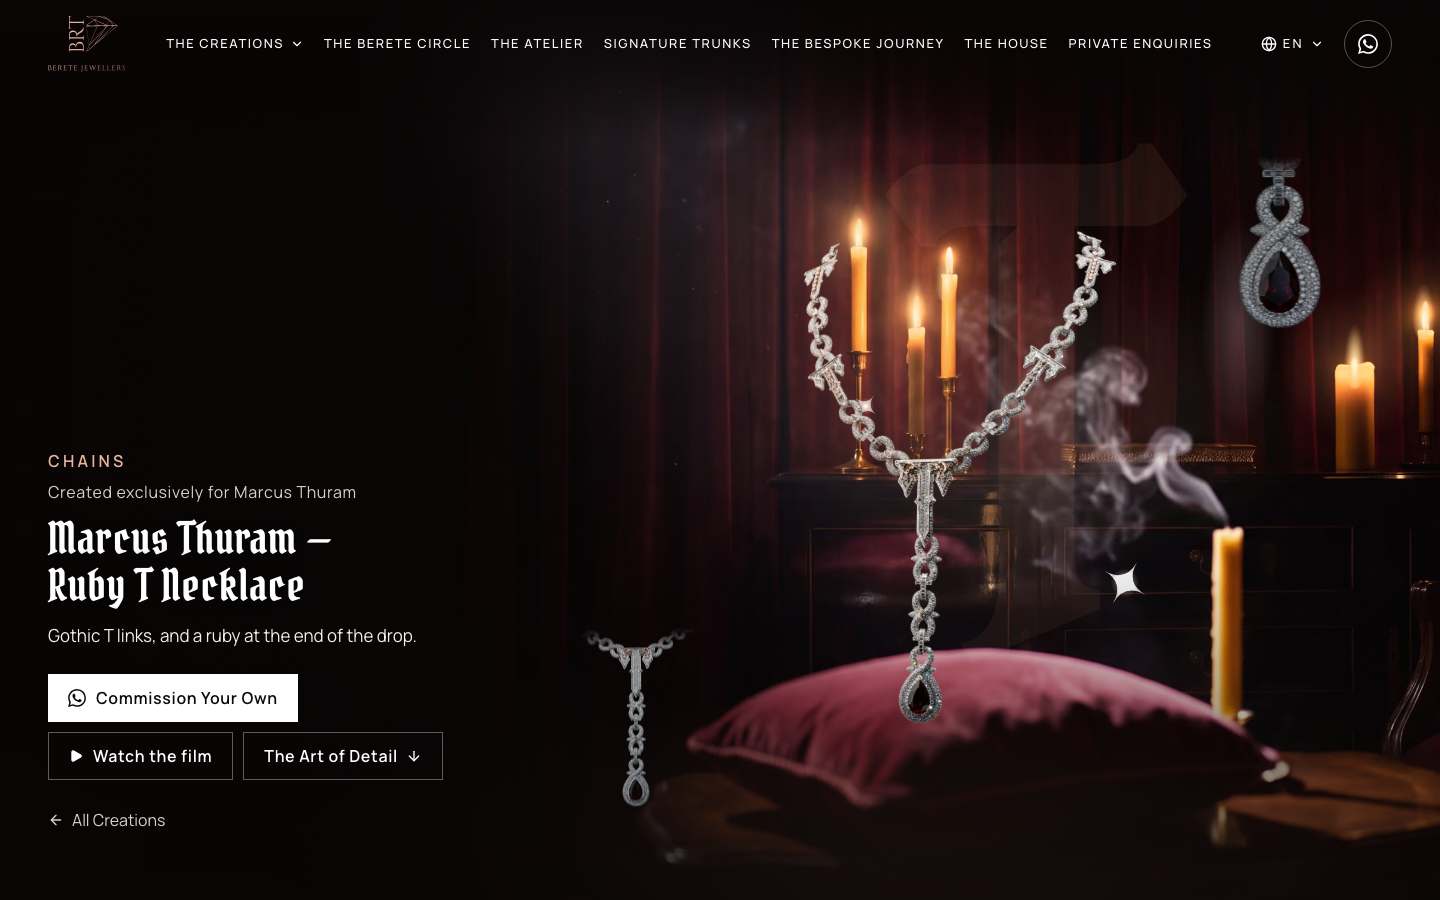 BRT
BERETE JEWELLERS
THE CREATIONS
THE BERETE CIRCLE
THE ATELIER
SIGNATURE TRUNKS
THE BESPOKE JOURNEY
THE HOUSE
PRIVATE ENQUIRIES
EN
CHAINS
Created exclusively for Marcus Thuram
Marcus Thuram –
Ruby T Necklace
Gothic T links, and a ruby at the end of the drop.
Commission Your Own
Watch the film
The Art of Detail ↓
← All Creations